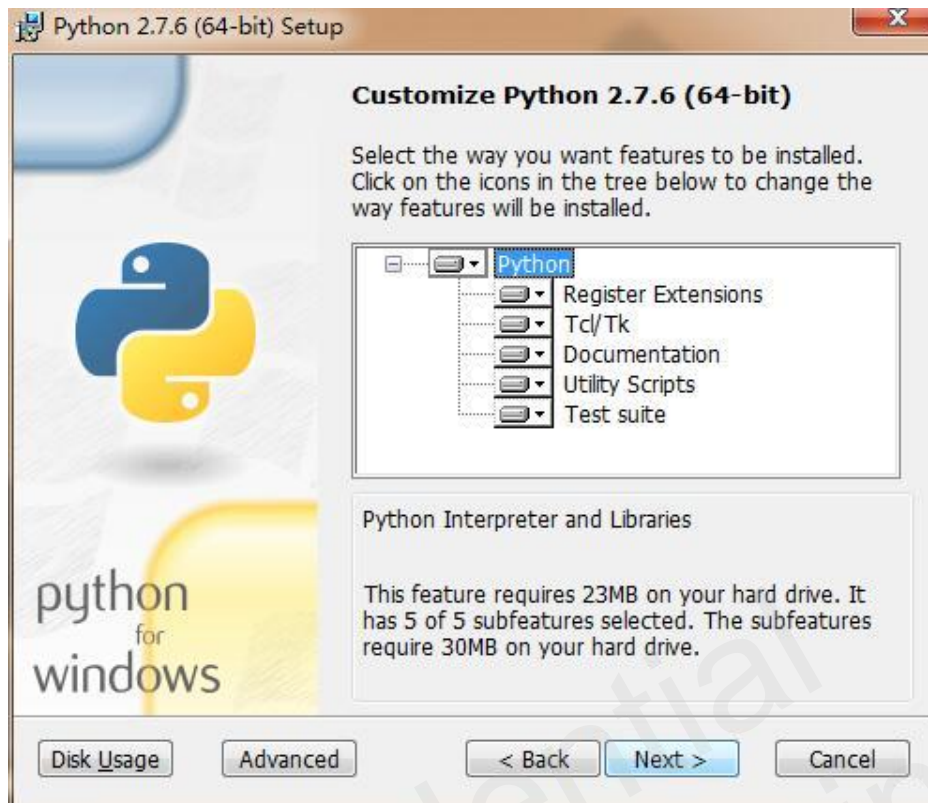 Python 2.7.6 (64-bit) Setup
X
Customize Python 2.7.6 (64-bit)
Select the way you want features to be installed.
Click on the icons in the tree below to change the
way features will be installed.
Python
Register Extensions
Tcl/Tk
Documentation
Utility Scripts
Test suite
Python Interpreter and Libraries
This feature requires 23MB on your hard drive. It
has 5 of 5 subfeatures selected. The subfeatures
require 30MB on your hard drive.
python
for
windows
Disk Usage
Advanced
< Back
Next >
Cancel